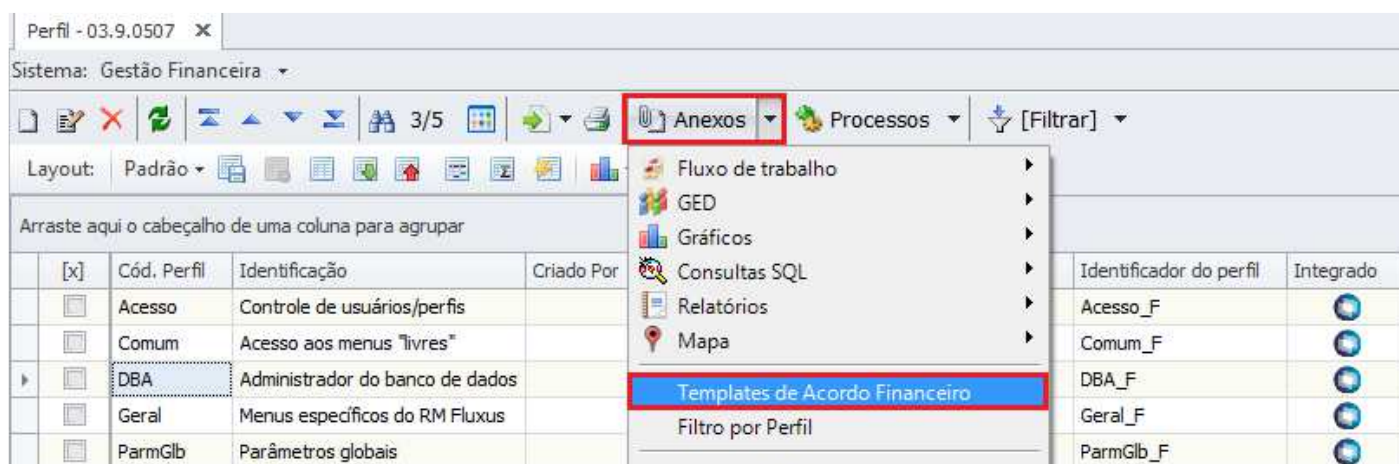 Perfil - 03.9.0507
Sistema: Gestão Financeira
3/5 Anexos Processos [Filtrar]
Layout: Padrão
Fluxo de trabalho
GED
Gráficos
Consultas SQL
Relatórios
Mapa
Templates de Acordo Financeiro
Filtro por Perfil
Arraste aqui o cabeçalho de uma coluna para agrupar
[x] Cód. Perfil Identificação Criado Por Identificador do perfil Integrado
Acesso Controle de usuários/perfis Acesso_F
Comum Acesso aos menus "livres" Comum_F
DBA Administrador do banco de dados DBA_F
Geral Menus específicos do RM Fluxus Geral_F
ParmGlb Parâmetros globais ParmGlb_F